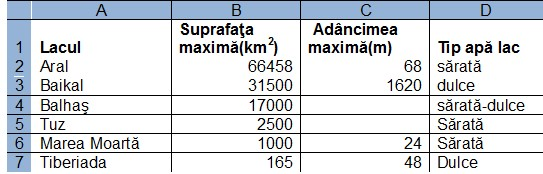 A B C D
1 Lacul Suprafaţa maximă(km²) Adâncimea maximă(m) Tip apă lac
2 Aral 66458 68 sărată
3 Baikal 31500 1620 dulce
4 Balhaş 17000 sărată-dulce
5 Tuz 2500 Sărată
6 Marea Moartă 1000 24 Sărată
7 Tiberiada 165 48 Dulce